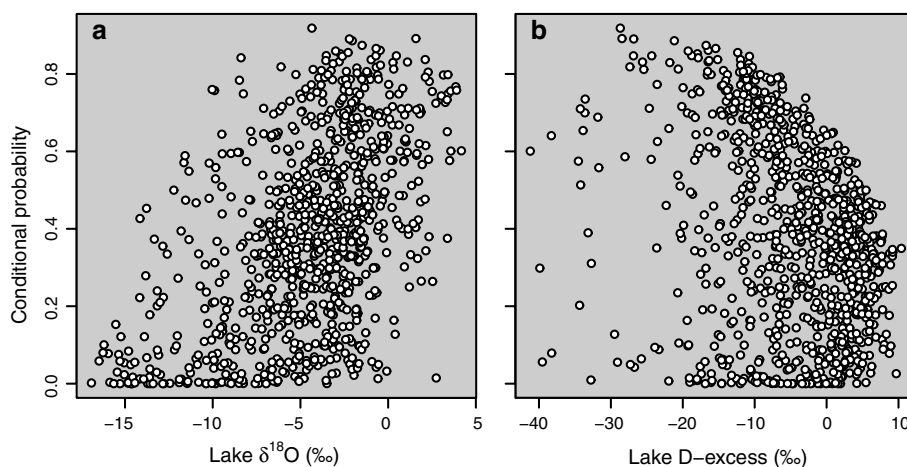 a
b
Conditional probability
0.8
0.6
0.4
0.2
0.0
−15 −10 −5 0 5
−40 −30 −20 −10 0 10
Lake δ¹⁸O (‰)
Lake D−excess (‰)